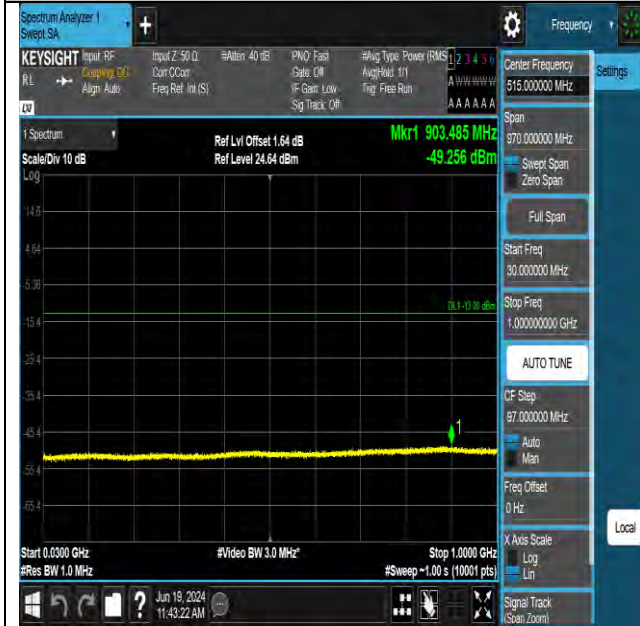 Spectrum Analyzer 1
Swept SA
+
Frequency
KEYSIGHT
RL
Input: RF
Coupling: DC
Align: Auto
Input Z: 50 Ω
Corr CCorr
Freq Ref: Int (S)
#Atten: 40 dB
PNO: Fast
Gate: Off
IF Gain: Low
Sig Track: Off
#Avg Type: Power (RMS
Avg|Hold: 1/1
Trig: Free Run
1 2 3 4 5 6
A W W W W W
A A A A A A
1 Spectrum
Scale/Div 10 dB
Ref Lvl Offset 1.64 dB
Ref Level 24.64 dBm
Mkr1 903.485 MHz
-49.256 dBm
Log
14.6
4.64
-5.36
DL1 -13.00 dBm
-15.4
-25.4
-35.4
-45.4
1
-55.4
-65.4
Start 0.0300 GHz
#Video BW 3.0 MHz*
Stop 1.0000 GHz
#Res BW 1.0 MHz
#Sweep ~1.00 s (10001 pts)
?
Jun 19, 2024
11:43:22 AM
Center Frequency
515.000000 MHz
Settings
Span
970.000000 MHz
Swept Span
Zero Span
Full Span
Start Freq
30.000000 MHz
Stop Freq
1.000000000 GHz
AUTO TUNE
CF Step
97.000000 MHz
Auto
Man
Freq Offset
0 Hz
Local
X Axis Scale
Log
Lin
Signal Track
(Span Zoom)